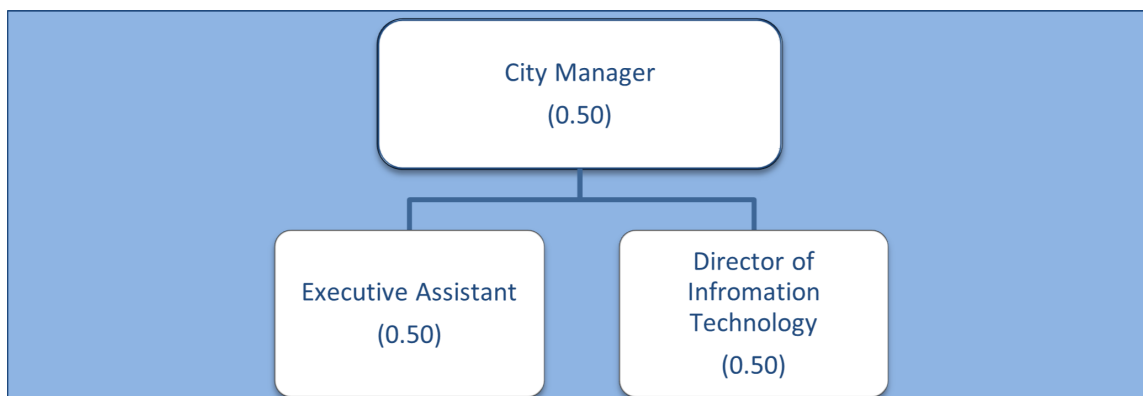 City Manager
(0.50)
Executive Assistant
(0.50)
Director of
Infromation
Technology
(0.50)